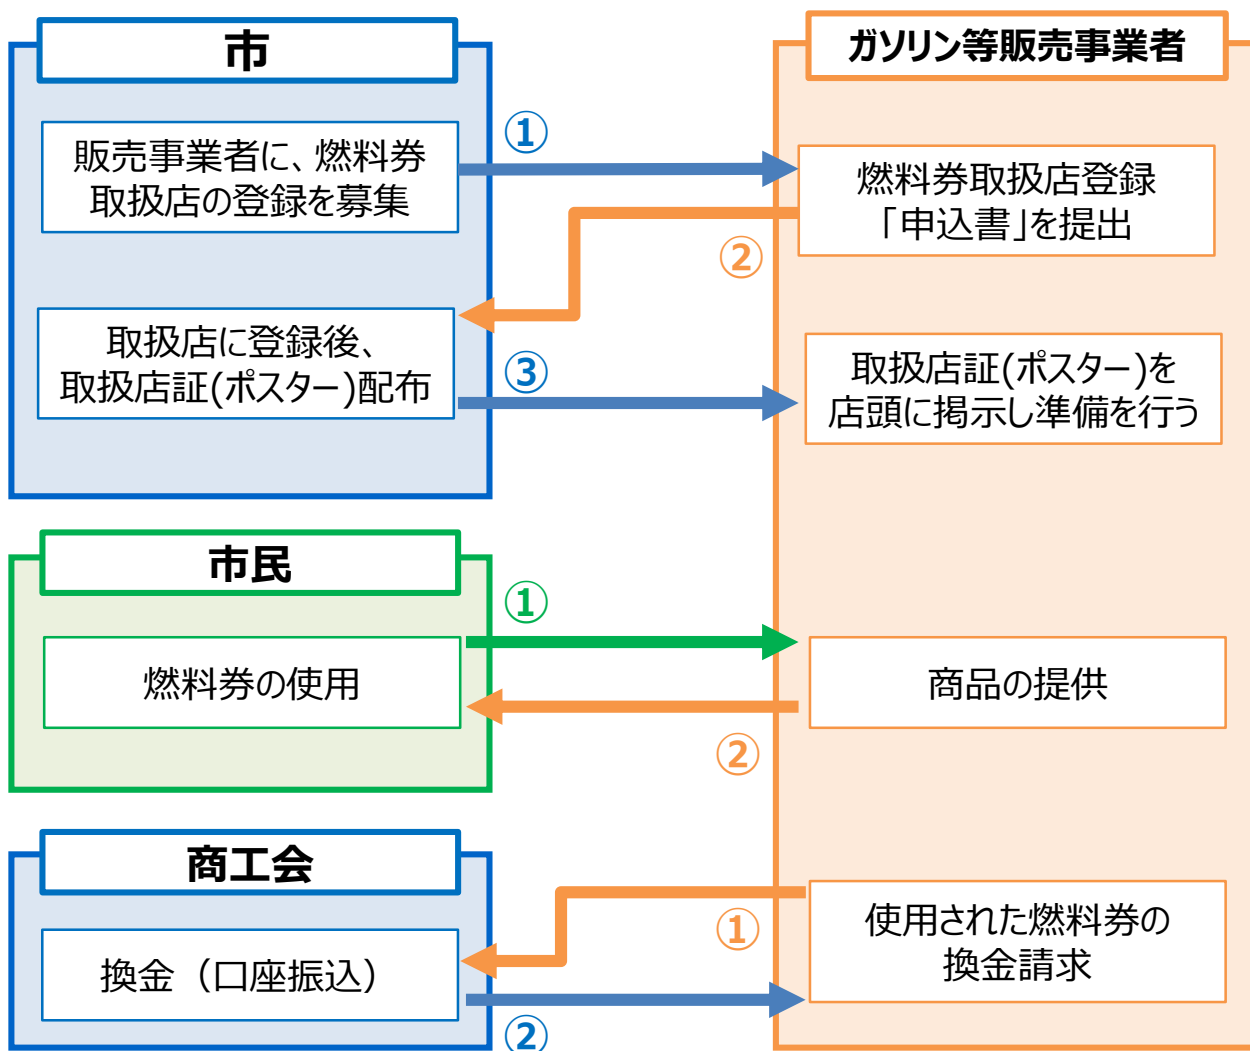 市
ガソリン等販売事業者
販売事業者に、燃料券
取扱店の登録を募集
①
燃料券取扱店登録
「申込書」を提出
②
取扱店に登録後、
取扱店証(ポスター)配布
③
取扱店証(ポスター)を
店頭に掲示し準備を行う
市民
①
燃料券の使用
商品の提供
②
商工会
①
使用された燃料券の
換金請求
換金（口座振込）
②